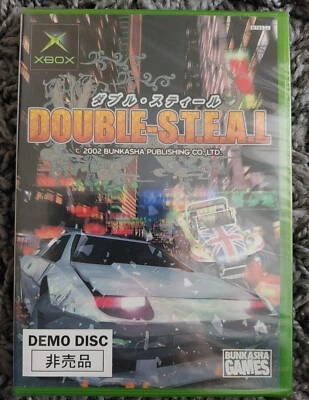 XBOX
ダブル・スティール
DOUBLE-S.T.E.A.L
© 2002 BUNKASHA PUBLISHING CO.,LTD.
DEMO DISC
非売品
BUNKASHA
GAMES